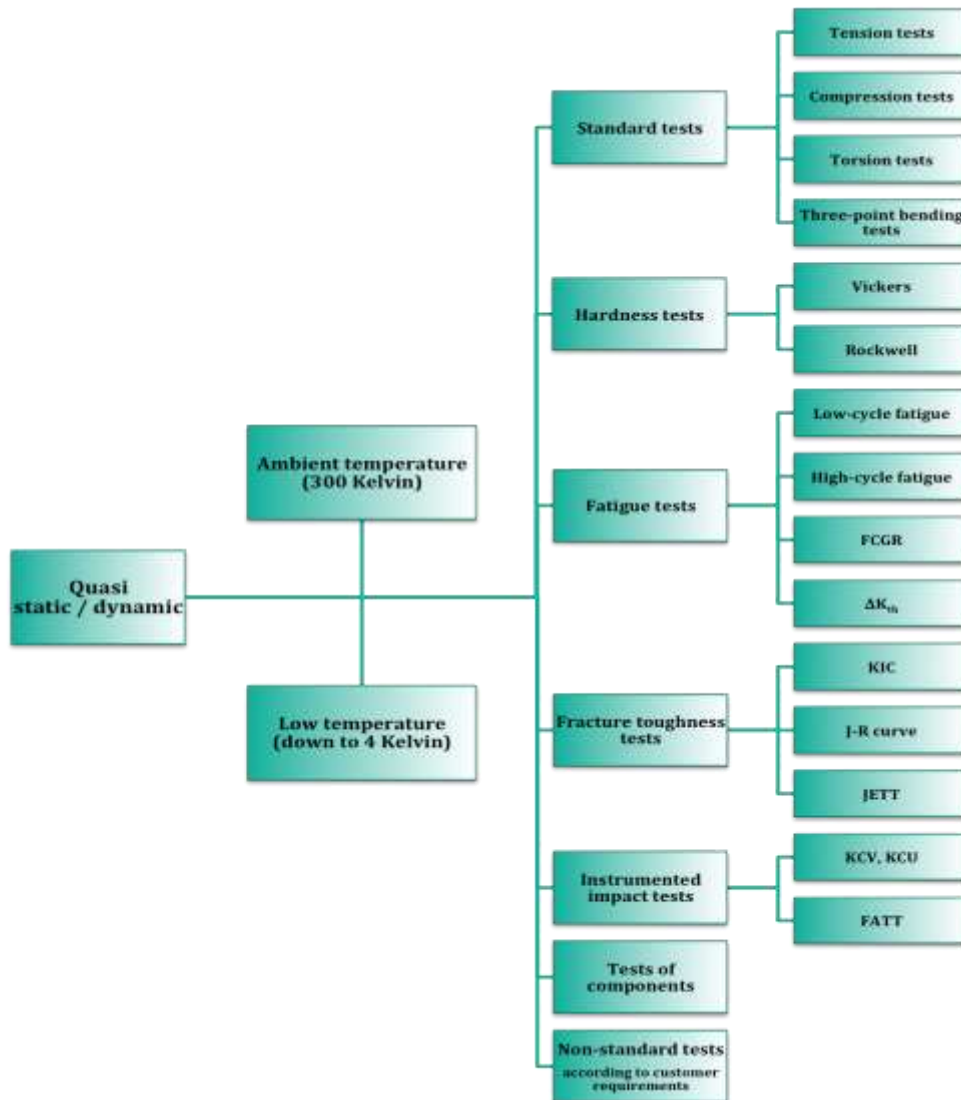 Quasi
static / dynamic
Ambient temperature
(300 Kelvin)
Low temperature
(down to 4 Kelvin)
Standard tests
Tension tests
Compression tests
Torsion tests
Three-point bending
tests
Hardness tests
Vickers
Rockwell
Fatigue tests
Low-cycle fatigue
High-cycle fatigue
FCGR
ΔKth
Fracture toughness
tests
KIC
J-R curve
JETT
Instrumented
impact tests
KCV, KCU
FATT
Tests of
components
Non-standard tests
according to customer
requirements